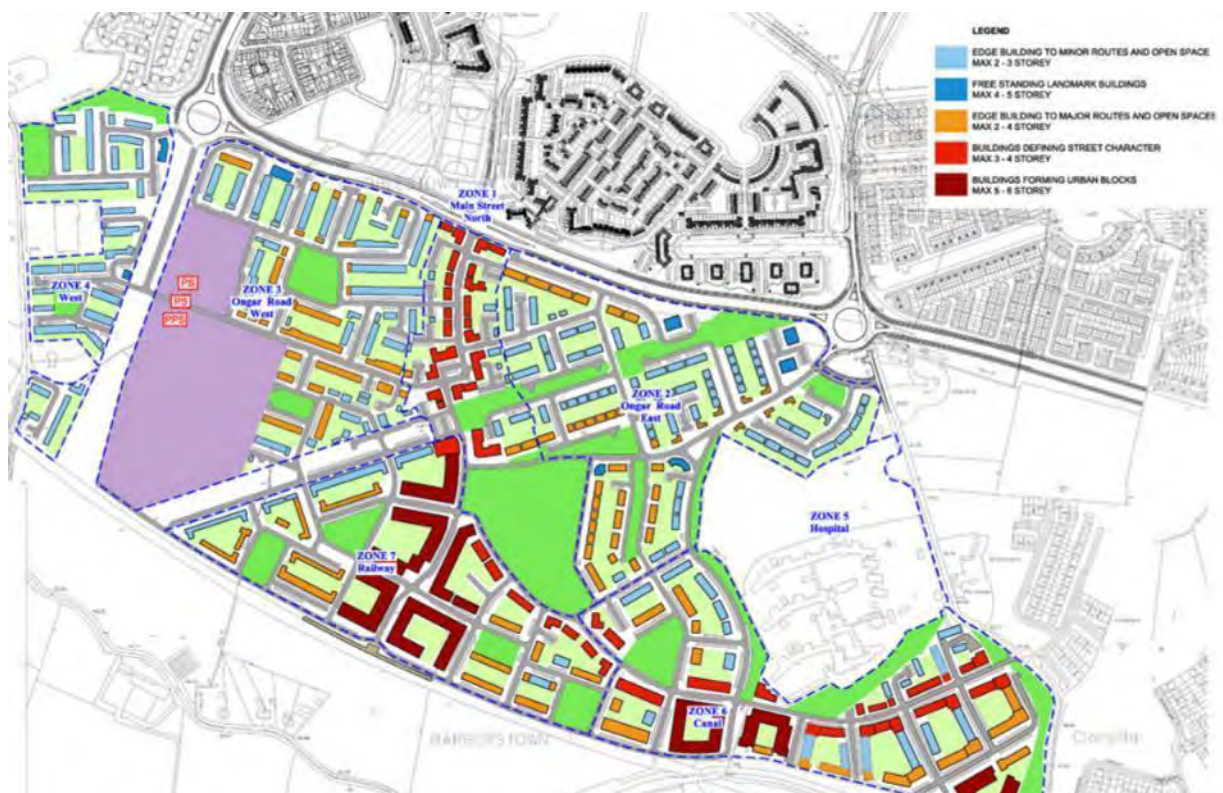 LEGEND
EDGE BUILDING TO MINOR ROUTES AND OPEN SPACE
MAX 2 - 3 STOREY
FREE STANDING LANDMARK BUILDINGS
MAX 4 - 5 STOREY
EDGE BUILDING TO MAJOR ROUTES AND OPEN SPACES
MAX 2 - 4 STOREY
BUILDINGS DEFINING STREET CHARACTER
MAX 3 - 4 STOREY
BUILDINGS FORMING URBAN BLOCKS
MAX 5 - 6 STOREY
ZONE 1
Main Street
North
ZONE 4
West
PS
PS
PPS
ZONE 3
Ongar Road
West
ZONE 2
Ongar Road
East
ZONE 5
Hospital
ZONE 7
Railway
ZONE 6
Canal
BARBERSTOWN
Clonsilla